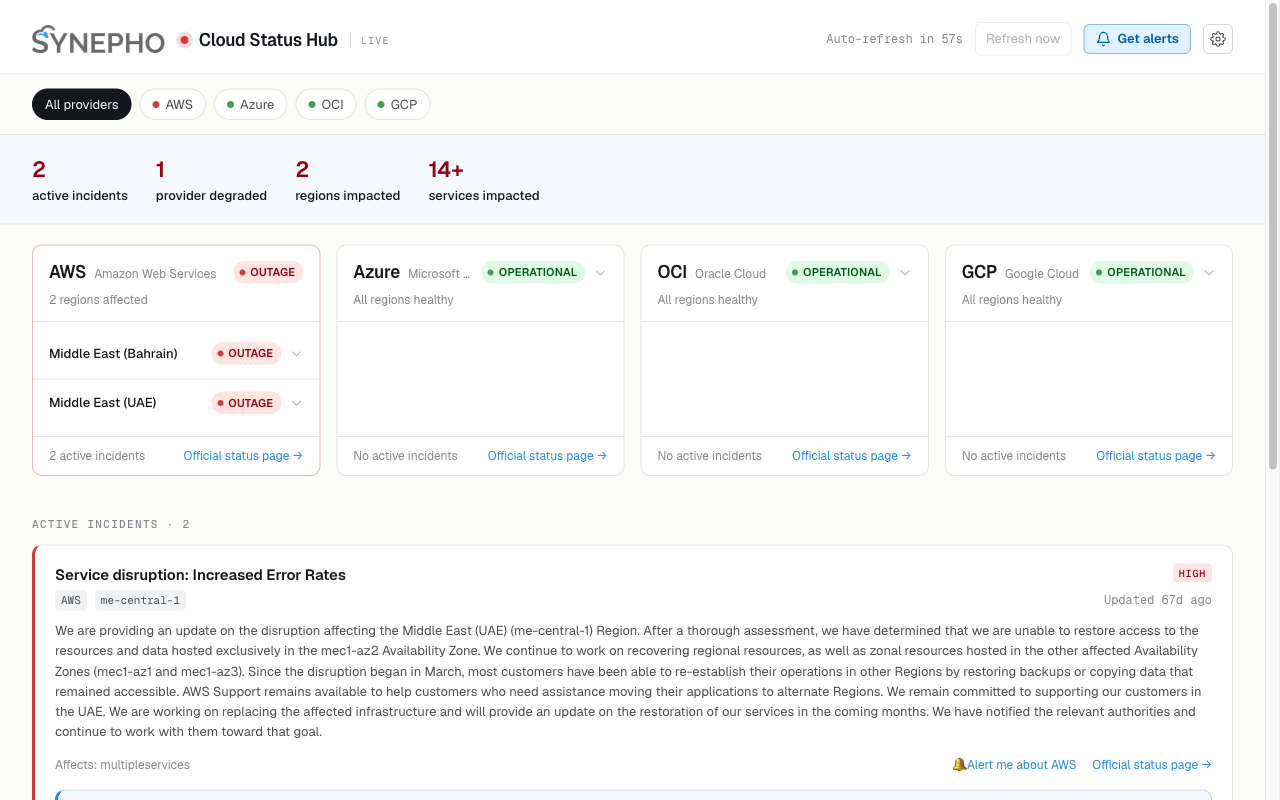 SYNEPHO Cloud Status Hub LIVE Auto-refresh in 57s Refresh now Get alerts
All providers AWS Azure OCI GCP
2 1 2 14+
active incidents provider degraded regions impacted services impacted
AWS Amazon Web Services OUTAGE
2 regions affected
Middle East (Bahrain) OUTAGE
Middle East (UAE) OUTAGE
2 active incidents Official status page →
Azure Microsoft ... OPERATIONAL
All regions healthy
No active incidents Official status page →
OCI Oracle Cloud OPERATIONAL
All regions healthy
No active incidents Official status page →
GCP Google Cloud OPERATIONAL
All regions healthy
No active incidents Official status page →
ACTIVE INCIDENTS · 2
Service disruption: Increased Error Rates HIGH
AWS me-central-1 Updated 67d ago
We are providing an update on the disruption affecting the Middle East (UAE) (me-central-1) Region. After a thorough assessment, we have determined that we are unable to restore access to the
resources and data hosted exclusively in the mec1-az2 Availability Zone. We continue to work on recovering regional resources, as well as zonal resources hosted in the other affected Availability
Zones (mec1-az1 and mec1-az3). Since the disruption began in March, most customers have been able to re-establish their operations in other Regions by restoring backups or copying data that
remained accessible. AWS Support remains available to help customers who need assistance moving their applications to alternate Regions. We remain committed to supporting our customers in
the UAE. We are working on replacing the affected infrastructure and will provide an update on the restoration of our services in the coming months. We have notified the relevant authorities and
continue to work with them toward that goal.
Affects: multipleservices 🔔Alert me about AWS Official status page →